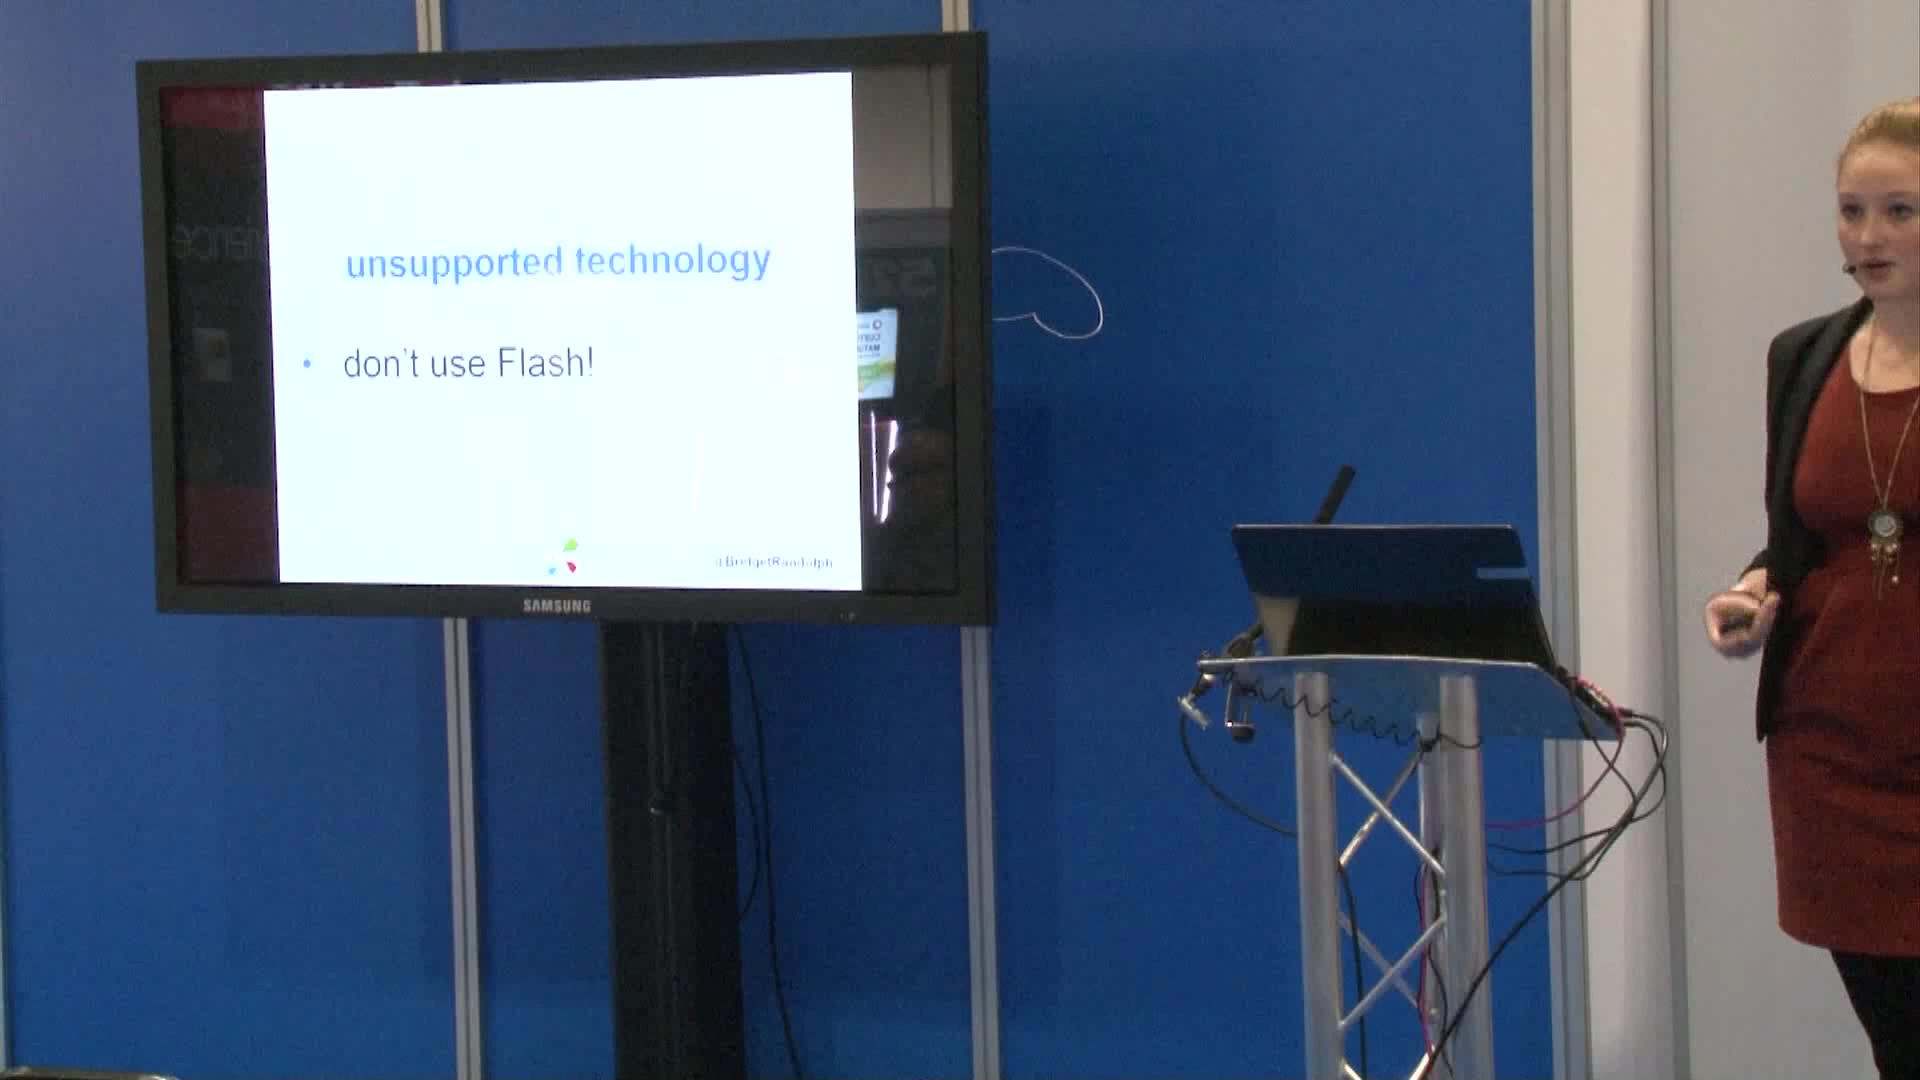 unsupported technology
• don't use Flash!
@BridgetRandolph
SAMSUNG